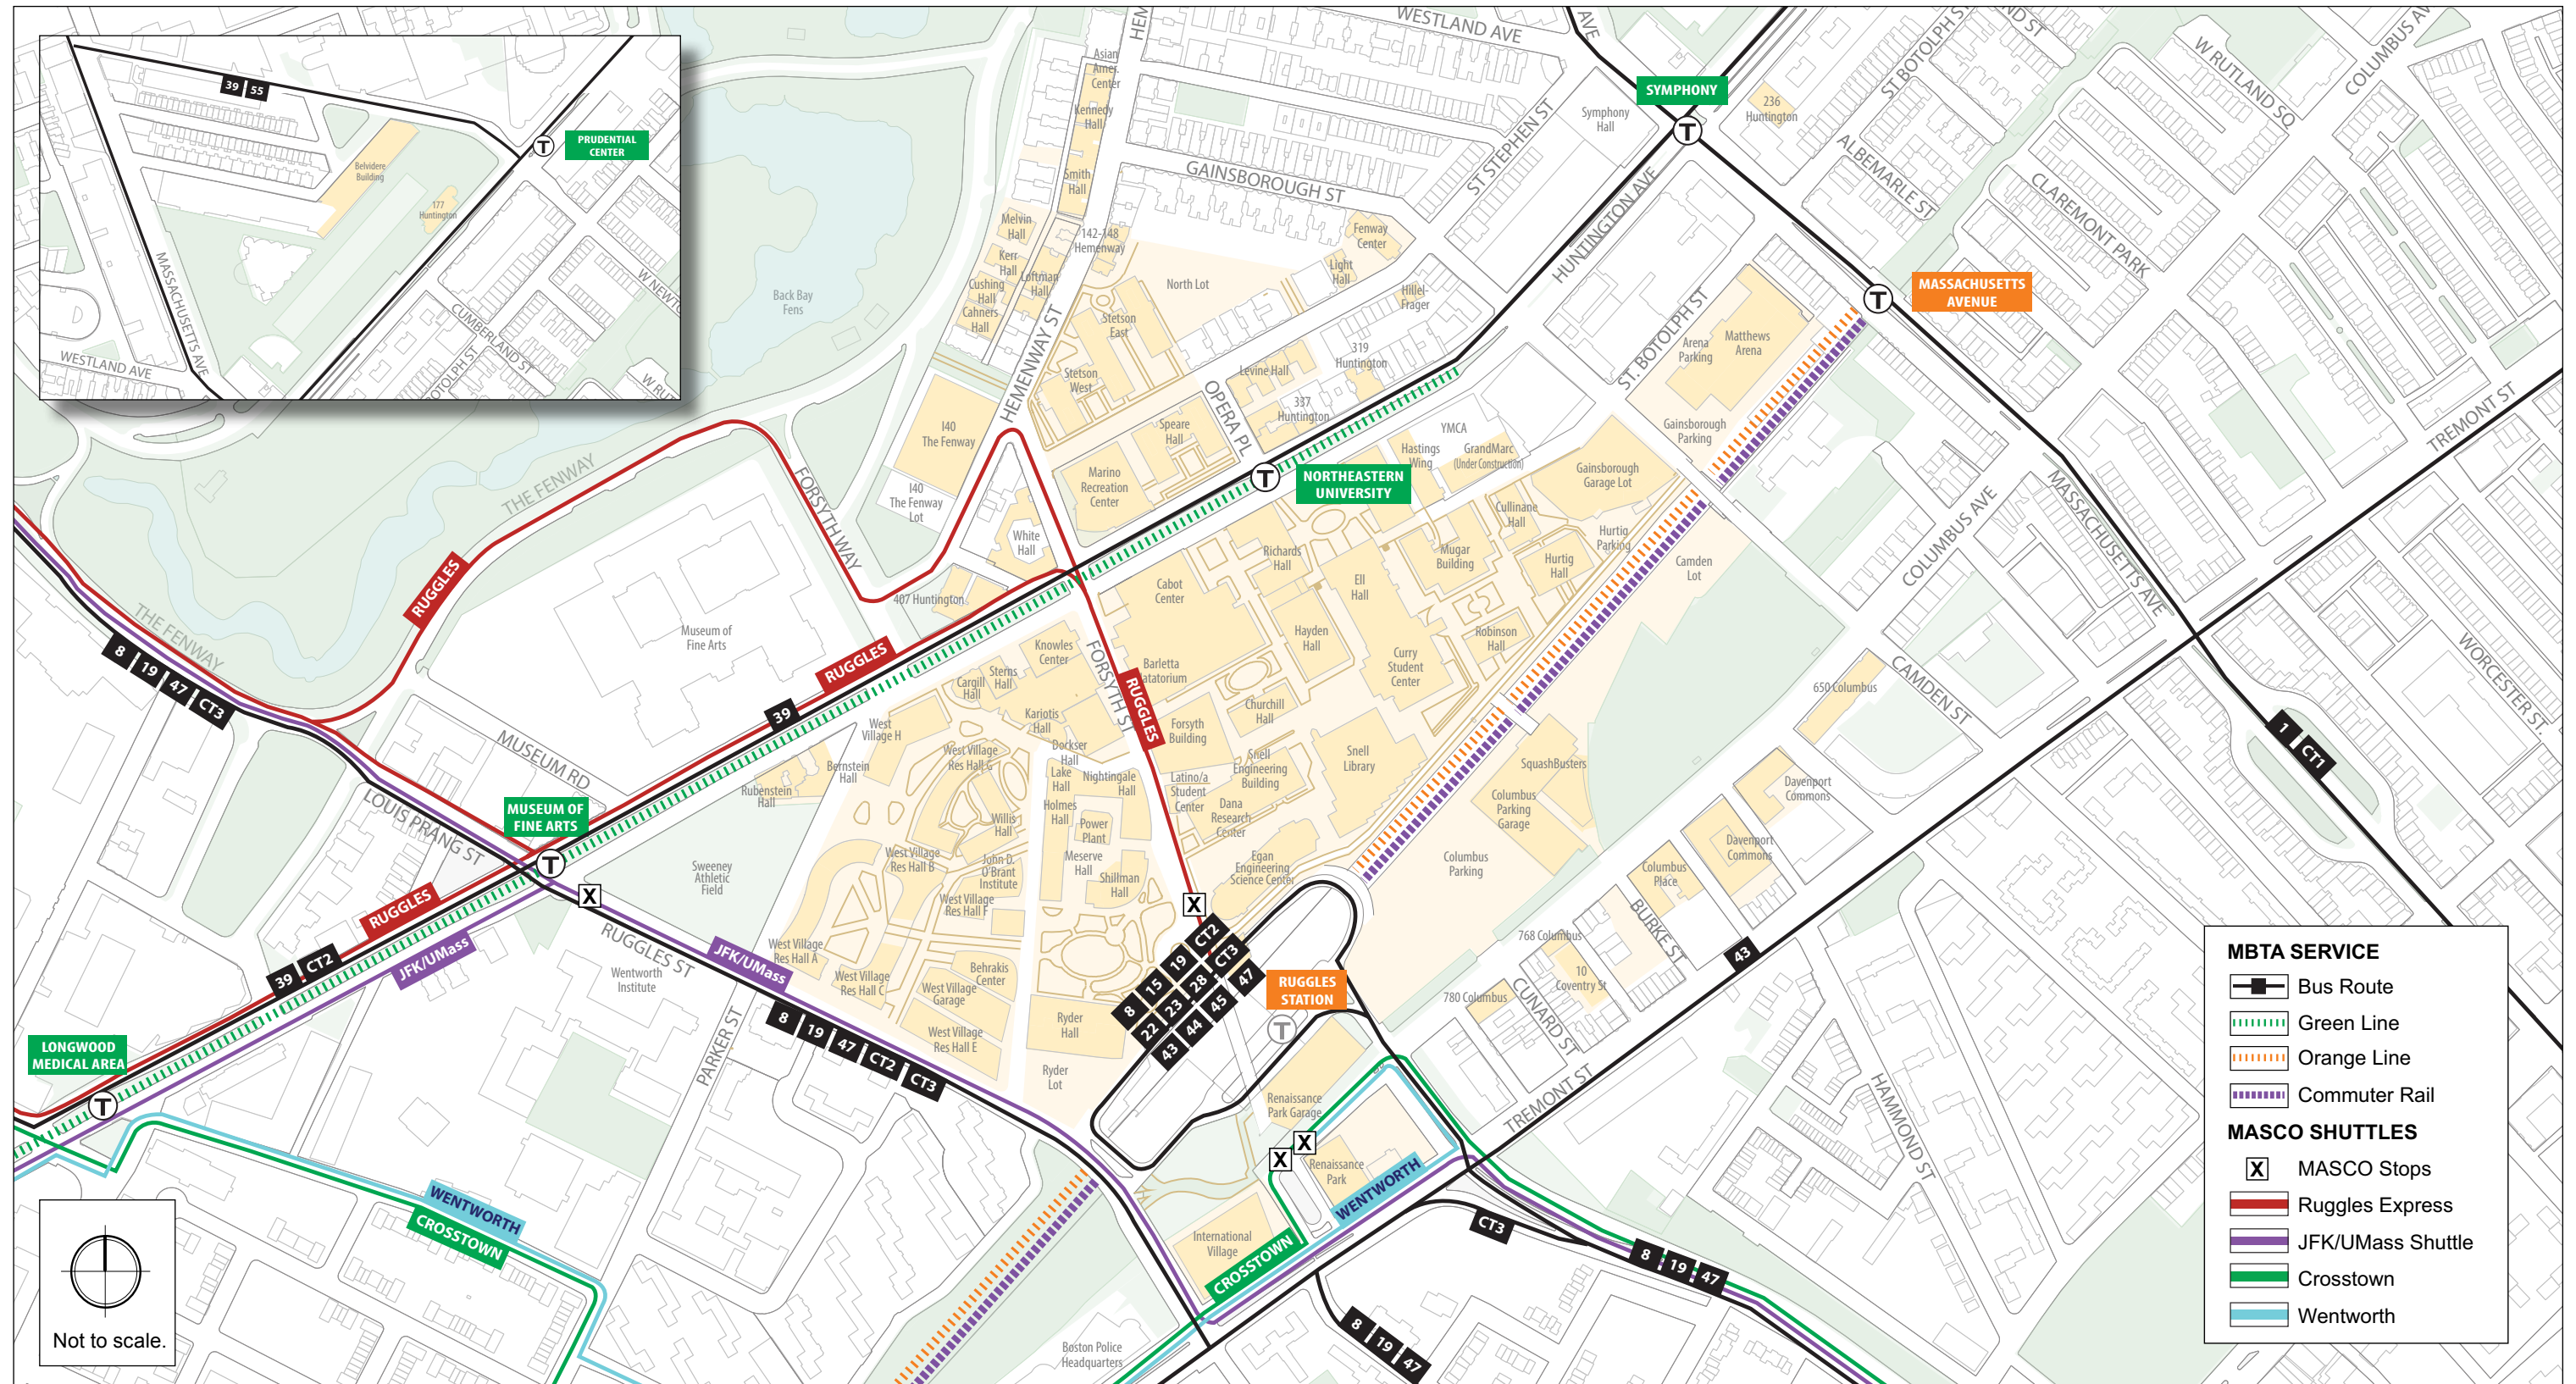 39 55
PRUDENTIAL
CENTER
Belvidere
Building
177
Huntington
MASSACHUSETTS AVE
WESTLAND AVE
CUMBERLAND ST
W NEWTO
BOTOLPH ST
W RUT
Back Bay
Fens
HEM
Asian
Amer.
Center
Kennedy
Hall
Smith
Hall
Melvin
Hall
142-148
Hemenway
Kerr
Hall
Loftman
Hall
Cushing
Hall
Cahners
Hall
HEMENWAY ST
WESTLAND AVE
AVE
GAINSBOROUGH ST
ST STEPHEN ST
Symphony
Hall
SYMPHONY
T
236
Huntington
ST BOTOLPH ST
ND ST
W RUTLAND SQ
COLUMBUS AV
ALBEMARLE ST
CLAREMONT PARK
HUNTINGTON AVE
Fenway
Center
Light
Hall
Hillel-
Frager
North Lot
Stetson
East
Stetson
West
319
Huntington
Levine Hall
337
Huntington
OPERA PL
Speare
Hall
Marino
Recreation
Center
I40
The Fenway
I40
The Fenway
Lot
White
Hall
407 Huntington
T
NORTHEASTERN
UNIVERSITY
YMCA
Hastings
Wing
GrandMarc
(Under Construction)
ST. BOTOLPH ST
Arena
Parking
Matthews
Arena
T
MASSACHUSETTS
AVENUE
Gainsborough
Parking
Gainsborough
Garage Lot
TREMONT ST
MASSACHUSETTS AVE
COLUMBUS AVE
THE FENWAY
FORSYTH WAY
RUGGLES
THE FENWAY
8 19 47 CT3
Museum of
Fine Arts
RUGGLES
39
MUSEUM RD
LOUIS PRANG ST
MUSEUM OF
FINE ARTS
T
X
Cabot
Center
Richards
Hall
Ell
Hall
Mugar
Building
Cullinane
Hall
Hurtig
Parking
Hurtig
Hall
Camden
Lot
Barletta
Natatorium
Hayden
Hall
Robinson
Hall
Curry
Student
Center
Churchill
Hall
Forsyth
Building
FORSYTH ST
RUGGLES
Knowles
Center
Sterns
Hall
Cargill
Hall
Kariotis
Hall
Dockser
Hall
West
Village H
West Village
Res Hall G
Bernstein
Hall
Rubenstein
Hall
Lake
Hall
Nightingale
Hall
Holmes
Hall
Power
Plant
Meserve
Hall
Shillman
Hall
Willis
Hall
West Village
Res Hall B
John D.
O'Brant
Institute
West Village
Res Hall F
West Village
Res Hall A
West Village
Res Hall C
West Village
Garage
Behrakis
Center
West Village
Res Hall E
Ryder
Hall
Ryder
Lot
Latino/a
Student
Center
Snell
Engineering
Building
Dana
Research
Center
Snell
Library
Egan
Engineering
Science Center
SquashBusters
Columbus
Parking
Garage
Columbus
Parking
650 Columbus
CAMDEN ST
Davenport
Commons
Davenport
Commons
Columbus
Place
BURKE ST
768 Columbus
10
Coventry St
780 Columbus
CUNARD ST
43
WORCESTER ST.
1 CT1
Sweeney
Athletic
Field
RUGGLES
39 CT2
JFK/UMass
LONGWOOD
MEDICAL AREA
T
Wentworth
Institute
RUGGLES ST
JFK/UMass
PARKER ST
8 19 47 CT2 CT3
X
8 15 19 CT2
22 23 28 CT3
43 44 45 47
RUGGLES
STATION
T
Renaissance
Park Garage
X
X
Renaissance
Park
WENTWORTH
TREMONT ST
International
Village
CROSSTOWN
CT3
8 19 47
8 19 47
HAMMOND ST
Boston Police
Headquarters
WENTWORTH
CROSSTOWN
Not to scale.
MBTA SERVICE
Bus Route
Green Line
Orange Line
Commuter Rail
MASCO SHUTTLES
X MASCO Stops
Ruggles Express
JFK/UMass Shuttle
Crosstown
Wentworth